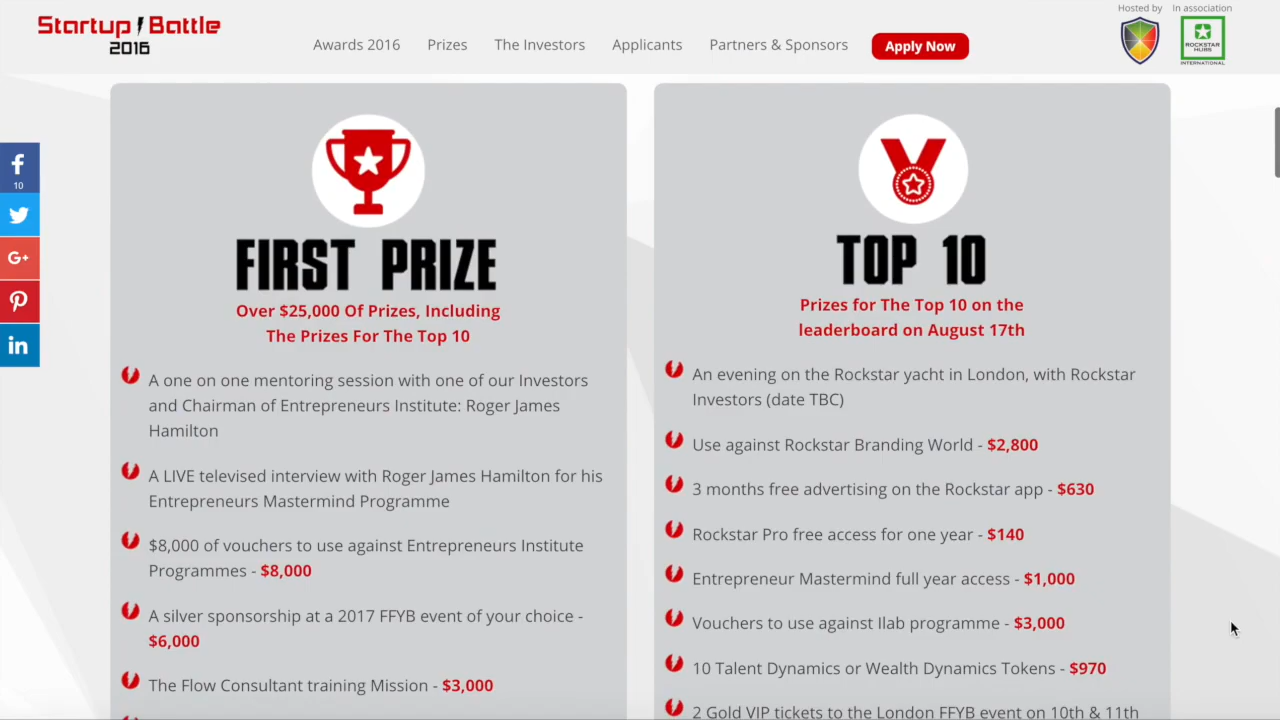 Startup Battle
2016
Awards 2016
Prizes
The Investors
Applicants
Partners & Sponsors
Apply Now
Hosted by
In association
ROCKSTAR
HUBS
INTERNATIONAL
10
FIRST PRIZE
Over $25,000 Of Prizes, Including
The Prizes For The Top 10
A one on one mentoring session with one of our Investors
and Chairman of Entrepreneurs Institute: Roger James
Hamilton
A LIVE televised interview with Roger James Hamilton for his
Entrepreneurs Mastermind Programme
$8,000 of vouchers to use against Entrepreneurs Institute
Programmes - $8,000
A silver sponsorship at a 2017 FFYB event of your choice -
$6,000
The Flow Consultant training Mission - $3,000
TOP 10
Prizes for The Top 10 on the
leaderboard on August 17th
An evening on the Rockstar yacht in London, with Rockstar
Investors (date TBC)
Use against Rockstar Branding World - $2,800
3 months free advertising on the Rockstar app - $630
Rockstar Pro free access for one year - $140
Entrepreneur Mastermind full year access - $1,000
Vouchers to use against Ilab programme - $3,000
10 Talent Dynamics or Wealth Dynamics Tokens - $970
2 Gold VIP tickets to the London FFYB event on 10th & 11th